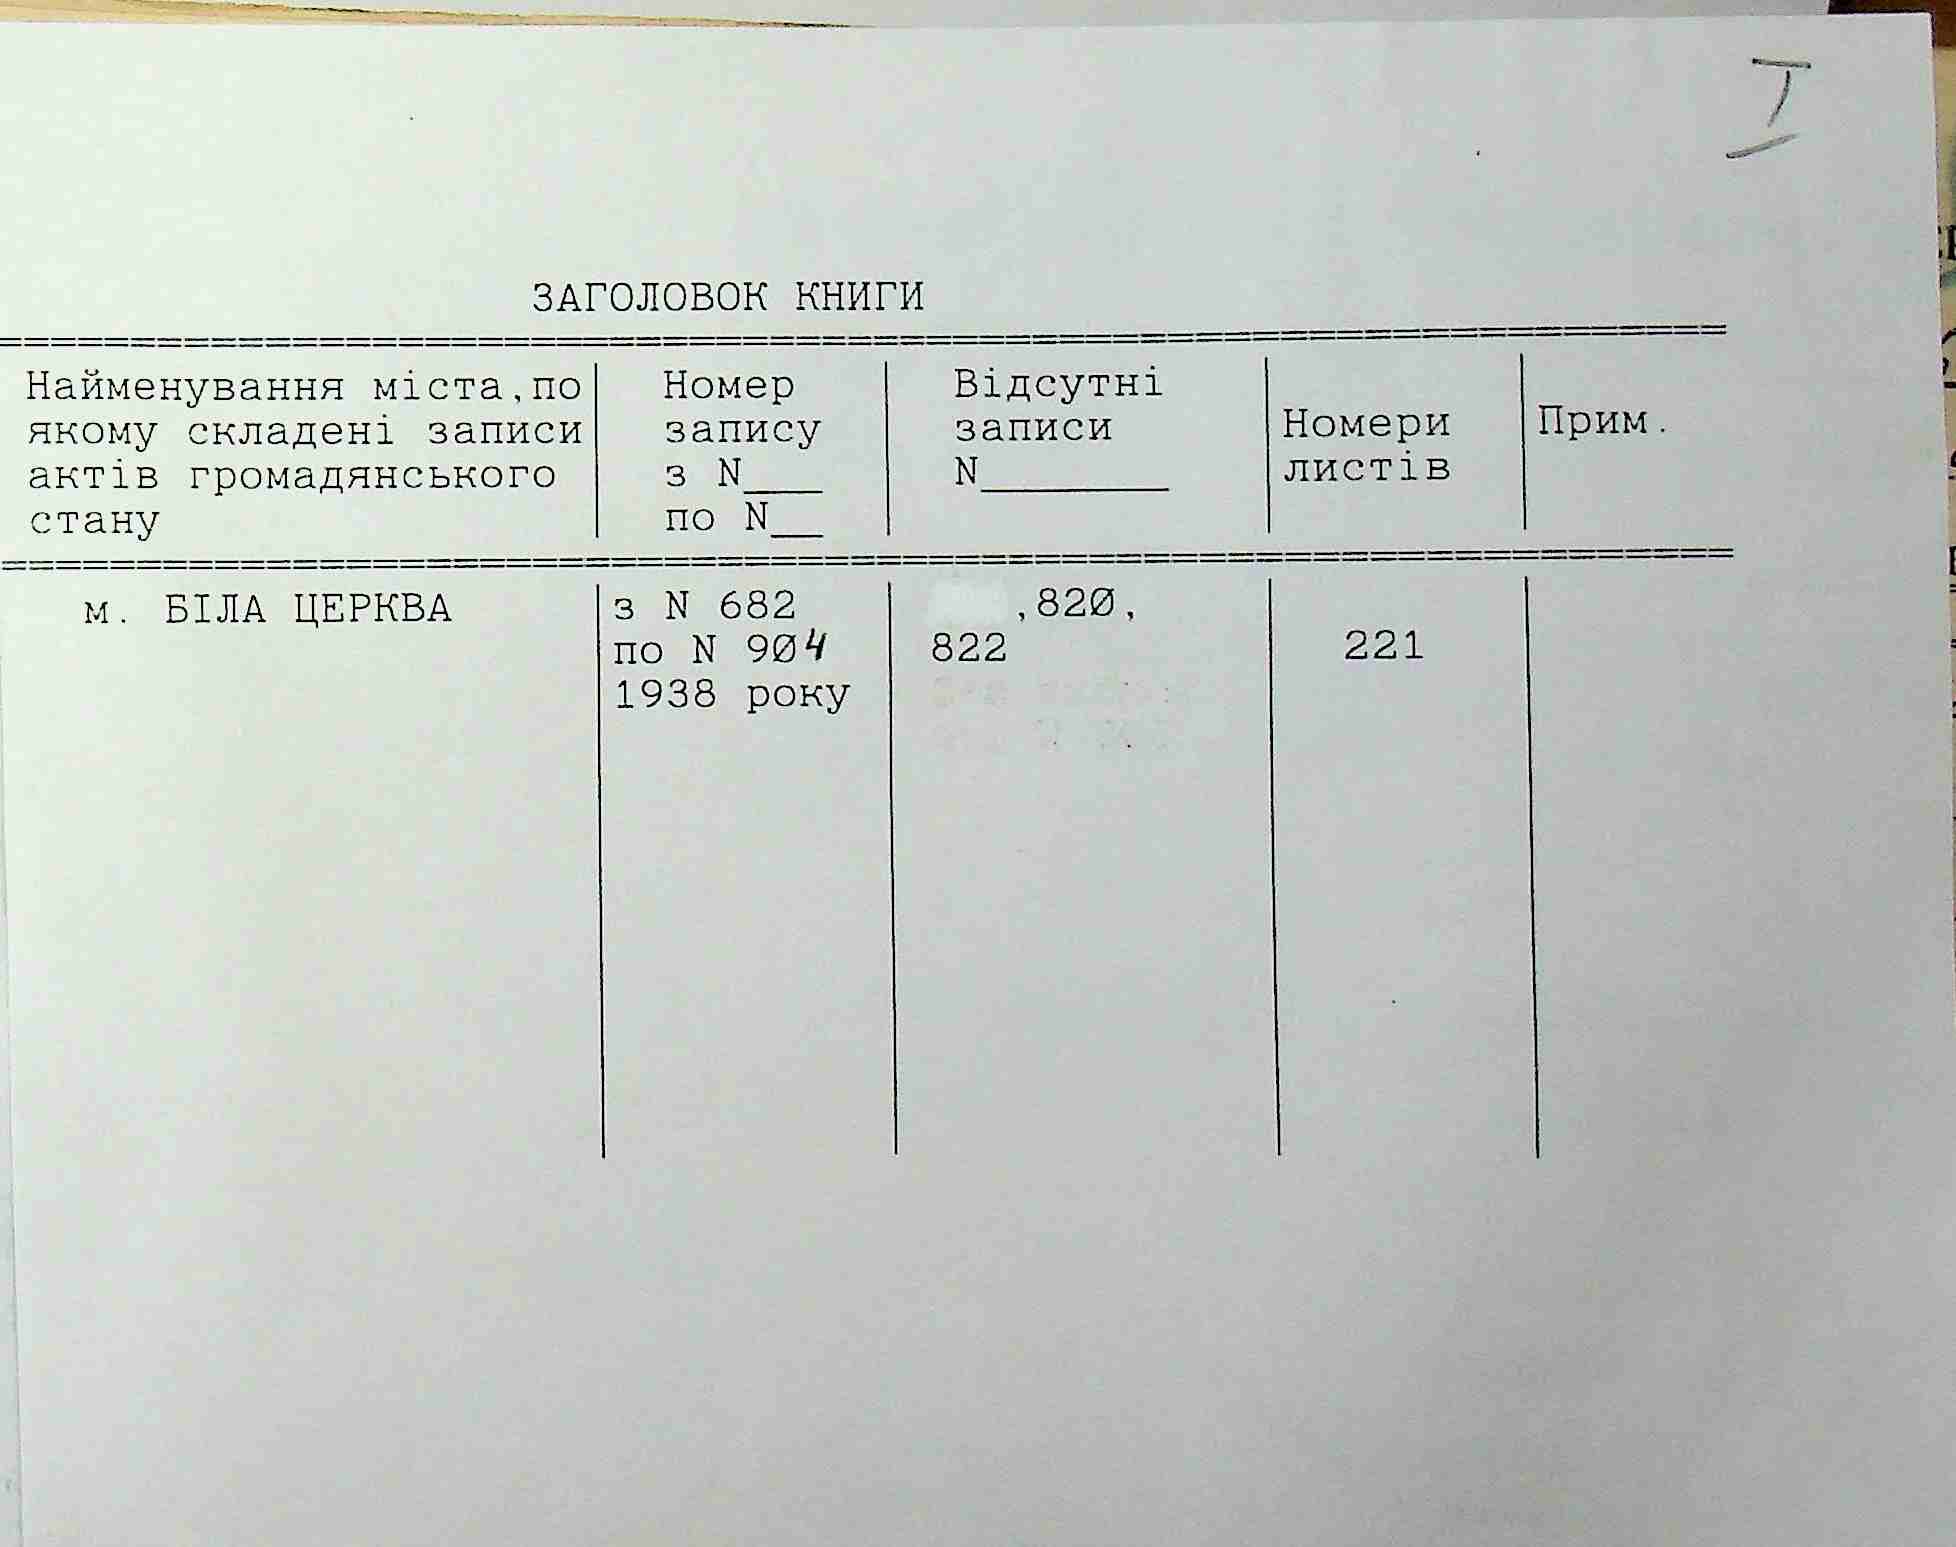 I
ЗАГОЛОВОК КНИГИ
Найменування міста,по
якому складені записи
актів громадянського
стану
Номер
запису
з N___
по N__
Відсутні
записи
N_______
Номери
листів
Прим.
м. БІЛА ЦЕРКВА
з N 682
по N 904
1938 року
,820,
822
221